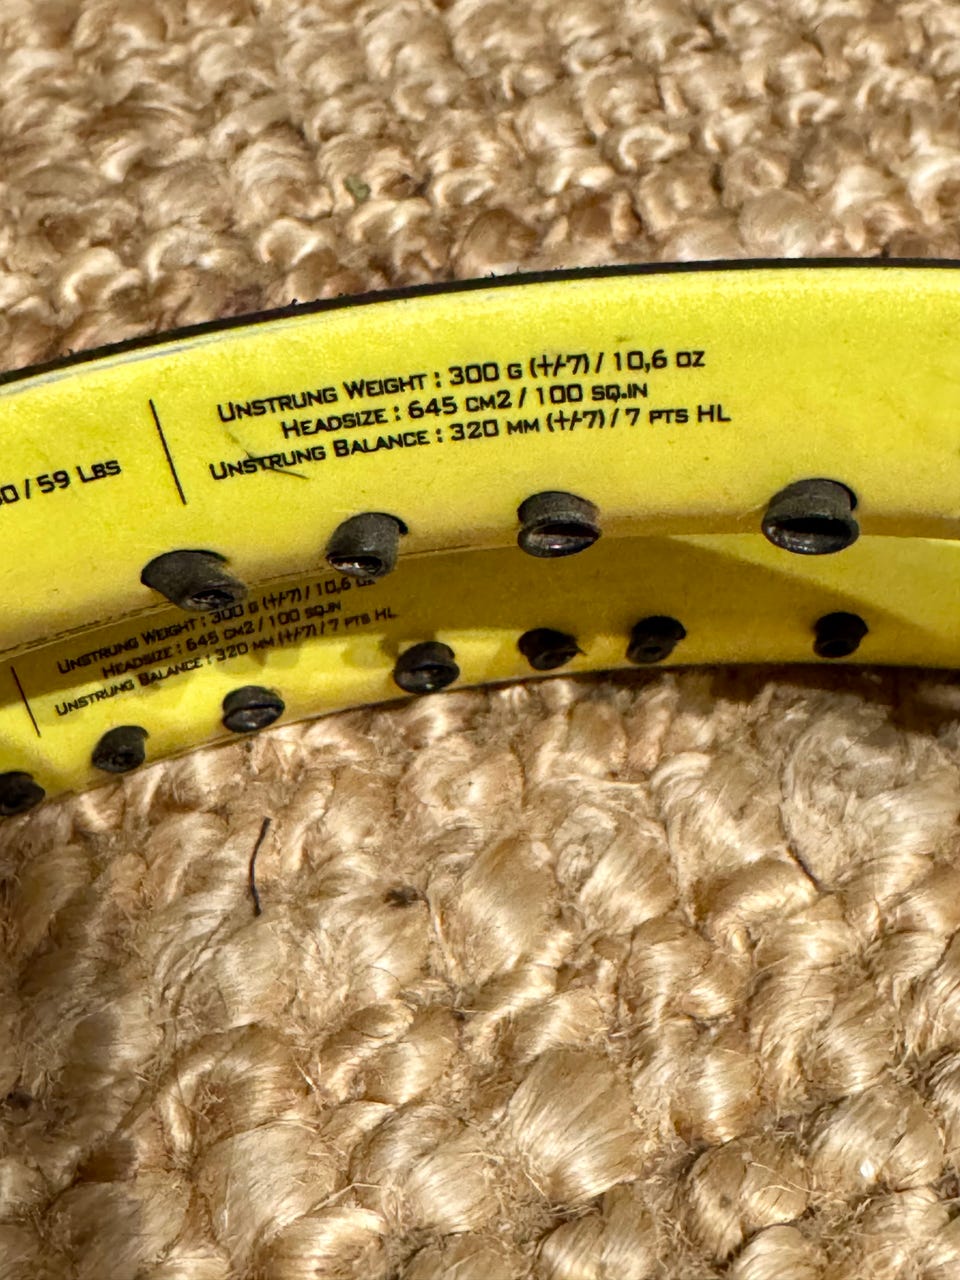 0 / 59 LBS
UNSTRUNG WEIGHT : 300 G (+/-7) / 10,6 OZ
HEADSIZE : 645 CM2 / 100 SQ.IN
UNSTRUNG BALANCE : 320 MM (+/-7) / 7 PTS HL
UNSTRUNG WEIGHT : 300 G (+/-7) / 10,6 OZ
HEADSIZE : 645 CM2 / 100 SQ.IN
UNSTRUNG BALANCE : 320 MM (+/-7) / 7 PTS HL